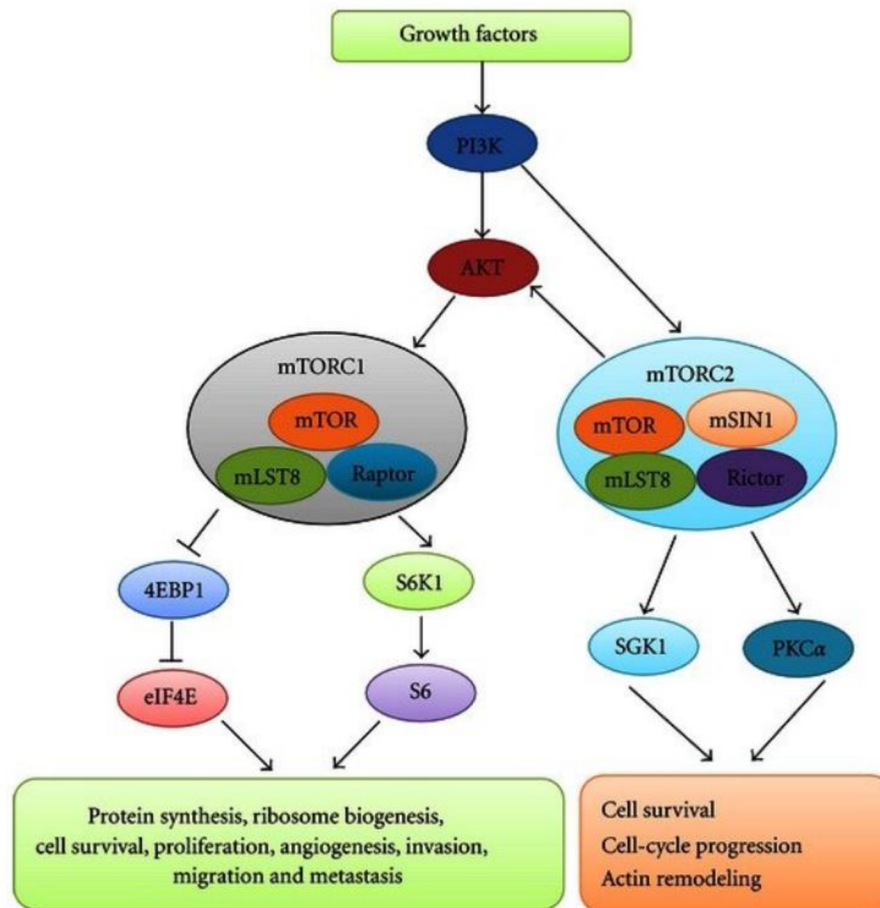 Growth factors
PI3K
AKT
mTORC1
mTOR
mLST8
Raptor
mTORC2
mTOR
mSIN1
mLST8
Rictor
4EBP1
S6K1
eIF4E
S6
SGK1
PKCα
Protein synthesis, ribosome biogenesis,
cell survival, proliferation, angiogenesis, invasion,
migration and metastasis
Cell survival
Cell-cycle progression
Actin remodeling